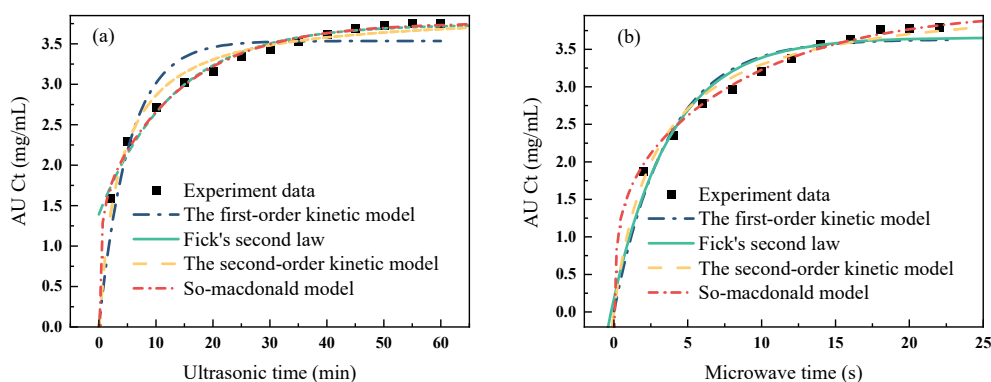 (a)
AU Ct (mg/mL)
3.5
3.0
2.5
2.0
1.5
3.0
2.5
0.0
Experiment data
The first-order kinetic model
Fick's second law
The second-order kinetic model
So-macdonald model
0 10 20 30 40 50 60
Ultrasonic time (min)
(b)
AU Ct (mg/mL)
3.5
3.0
2.5
2.0
1.5
1.0
0.5
0.0
Experiment data
The first-order kinetic model
Fick's second law
The second-order kinetic model
So-macdonald model
0 5 10 15 20 25
Microwave time (s)